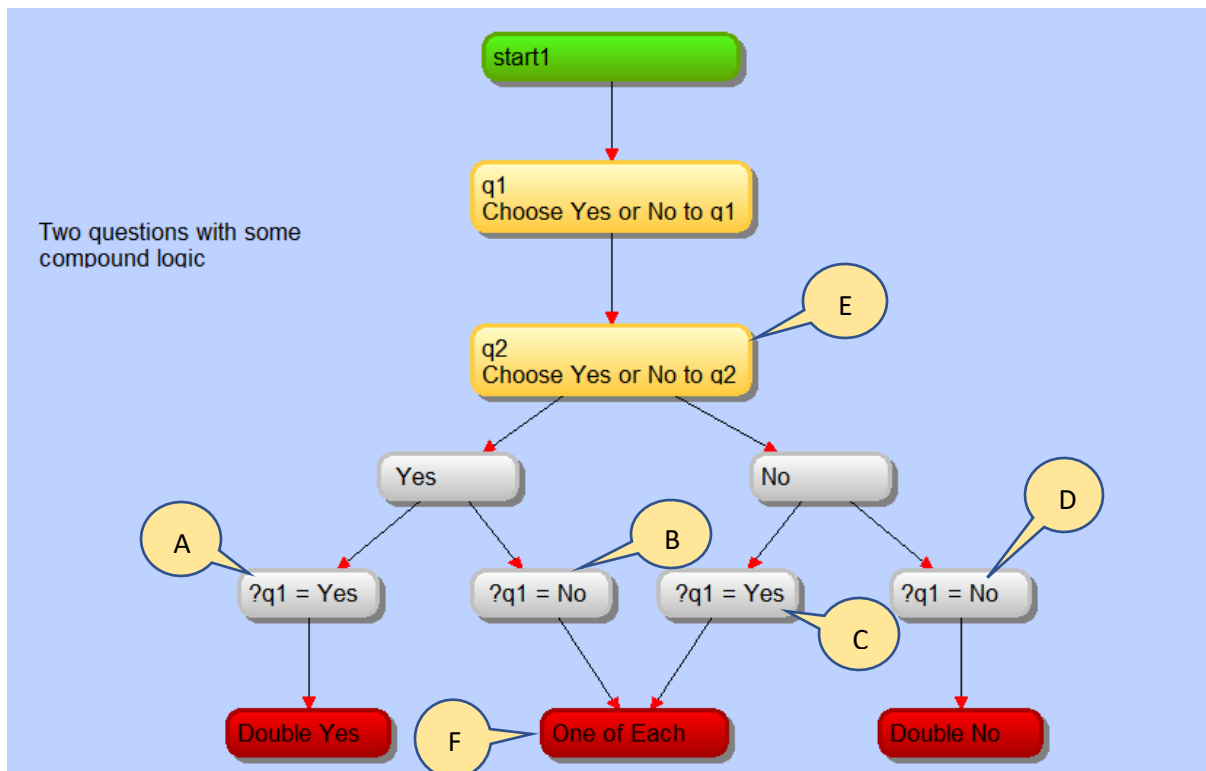 start1
q1
Choose Yes or No to q1
Two questions with some
compound logic
E
q2
Choose Yes or No to q2
Yes
No
D
A
B
?q1 = Yes
?q1 = No
?q1 = Yes
?q1 = No
C
Double Yes
F
One of Each
Double No